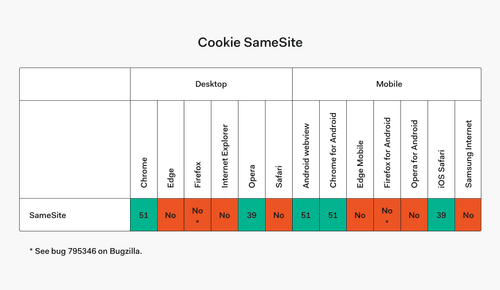 Cookie SameSite
Desktop Mobile
Chrome Edge Firefox Internet Explorer Opera Safari Android webview Chrome for Android Edge Mobile Firefox for Android Opera for Android iOS Safari Samsung Internet
SameSite 51 No No * No 39 No 51 51 No No * No 39 No
* See bug 795346 on Bugzilla.